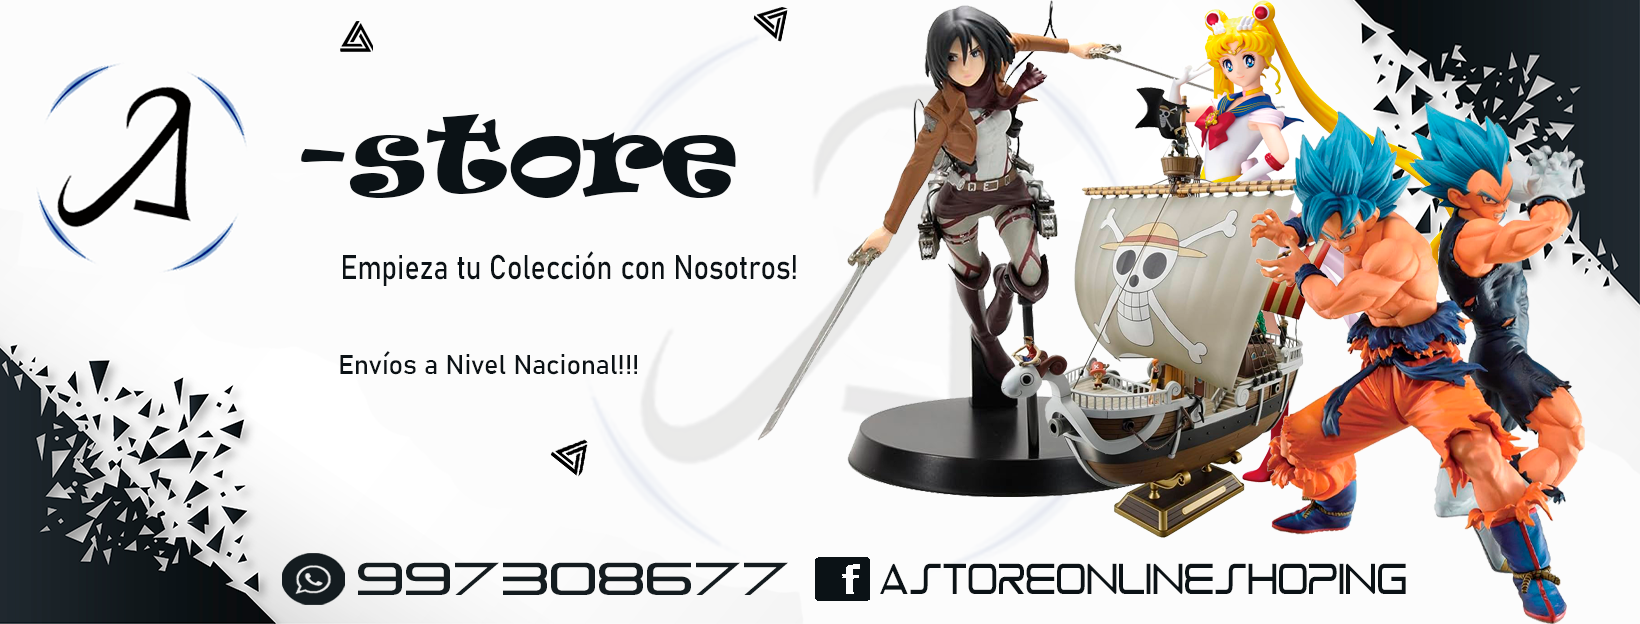 A
-store
Empieza tu Colección con Nosotros!
Envíos a Nivel Nacional!!!
997308677
f ASTOREONLINESHOPING